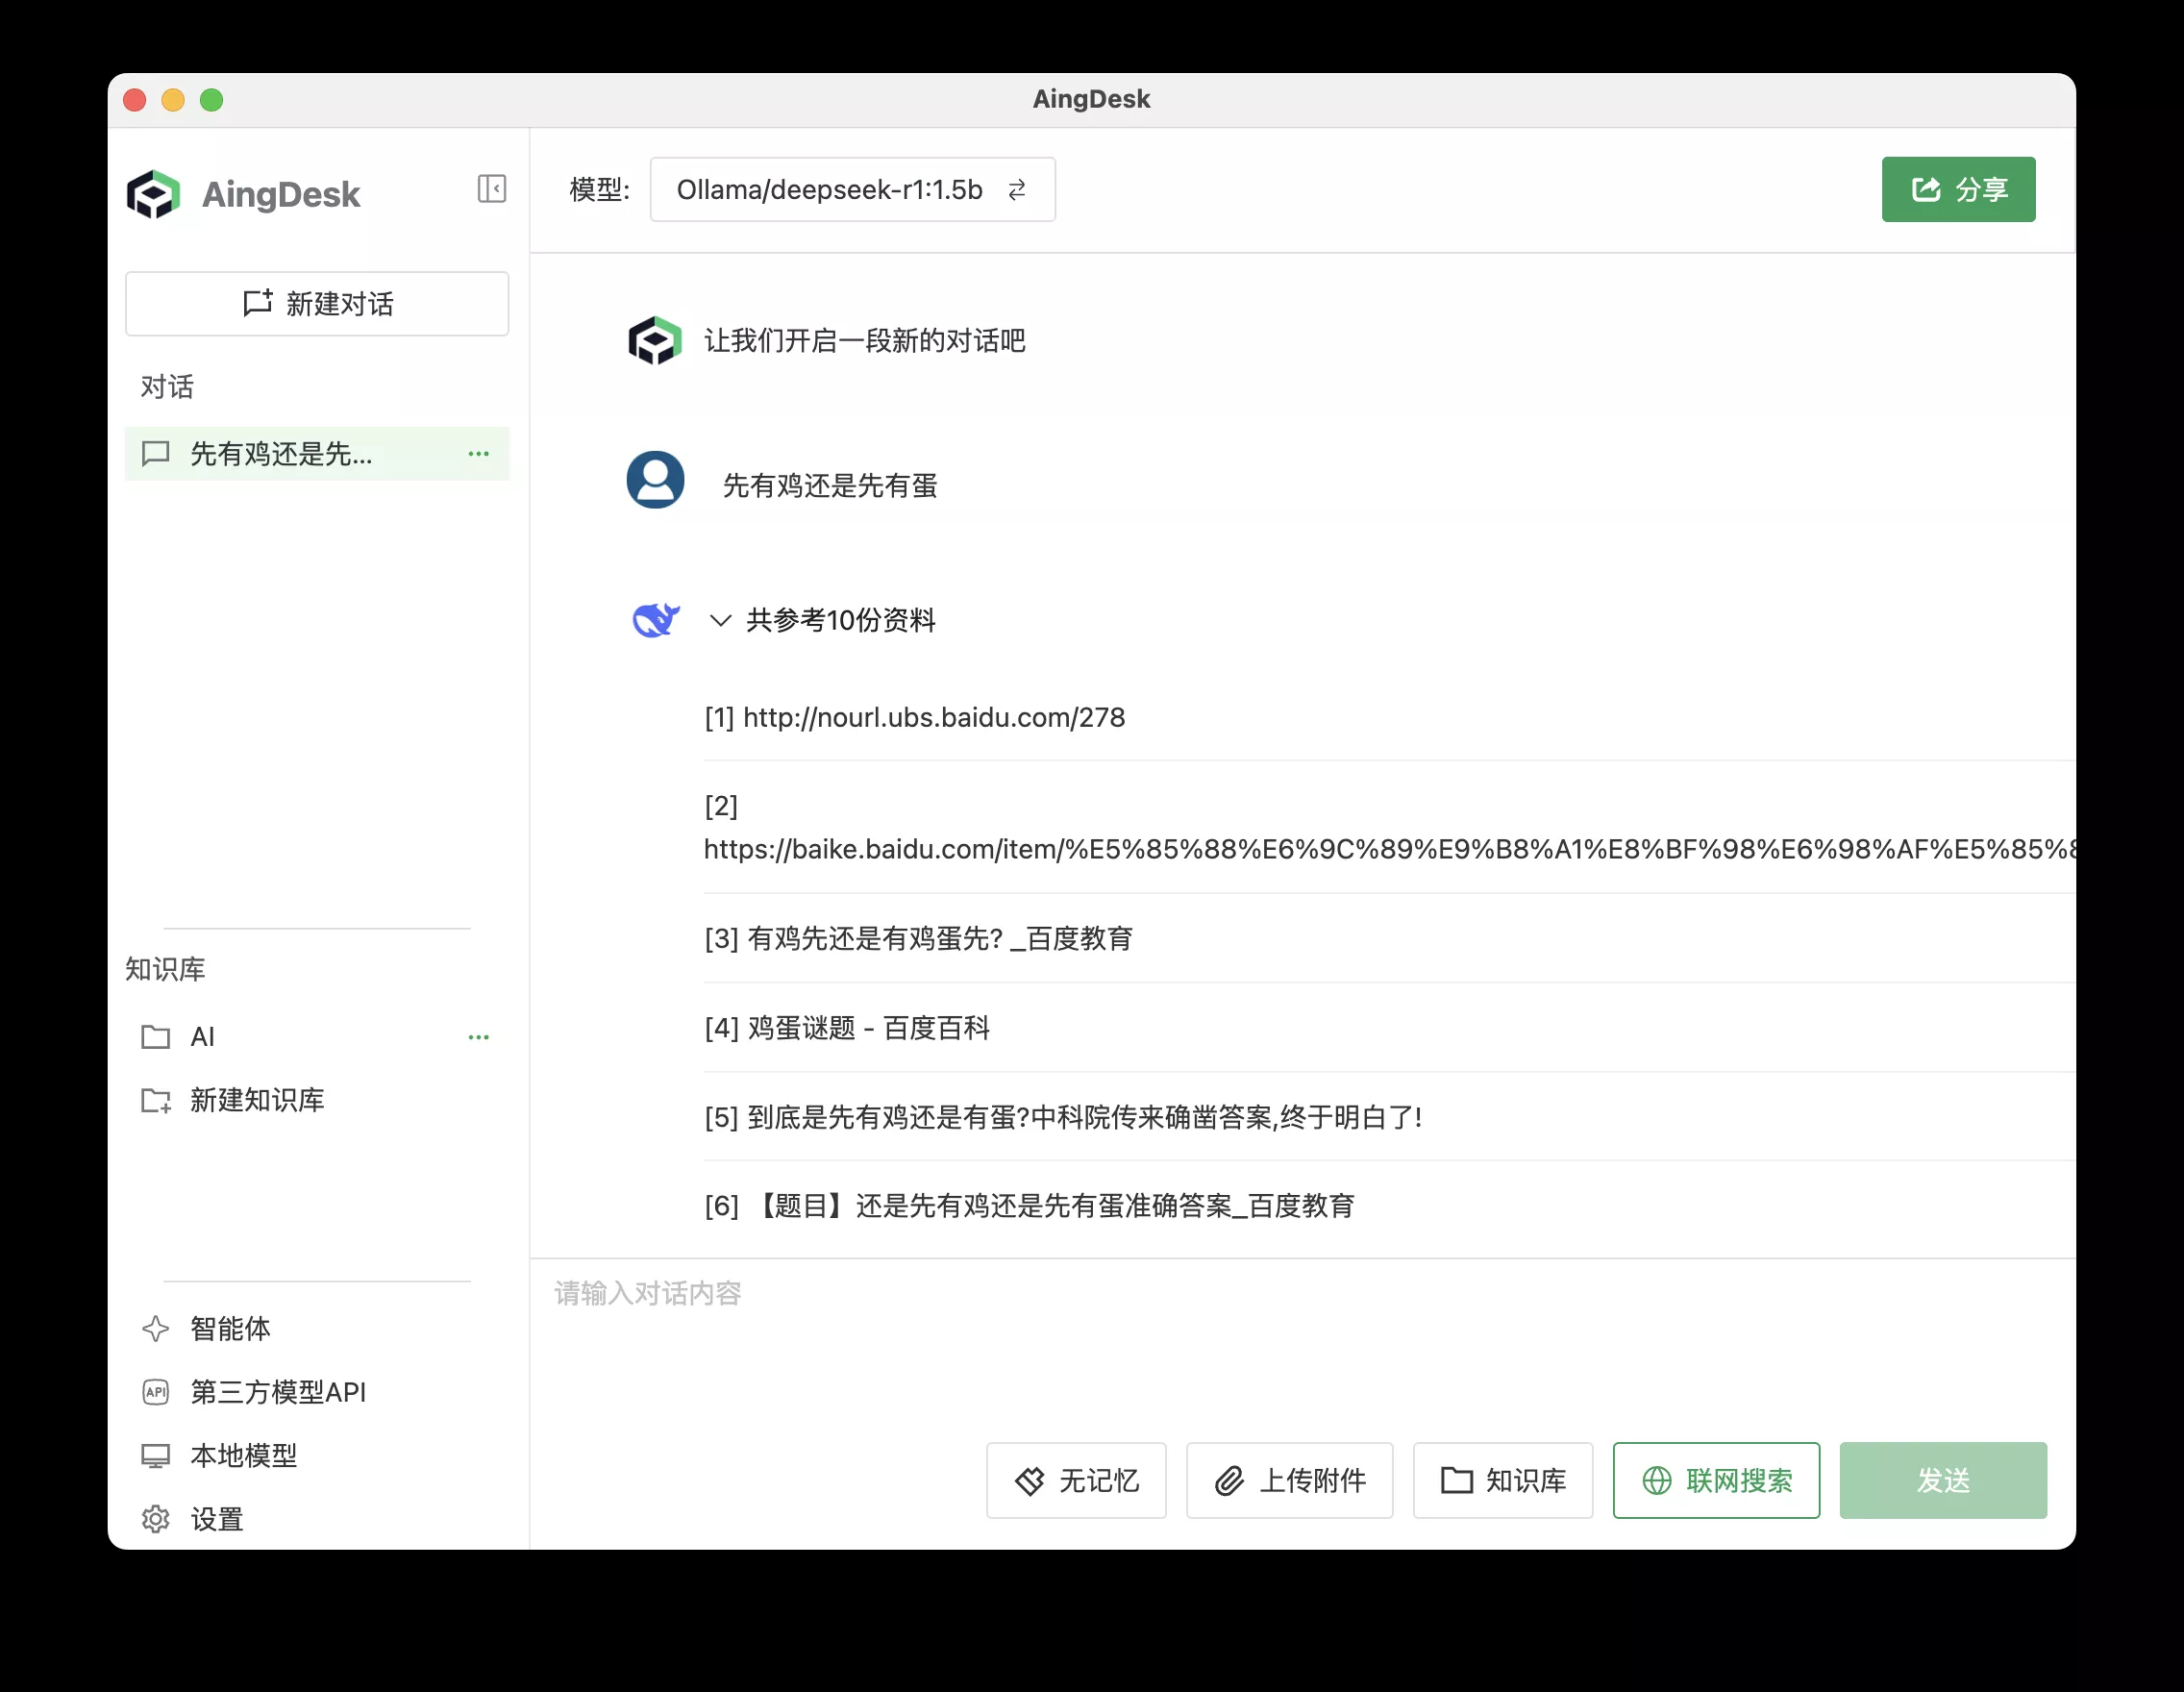 AingDesk
AingDesk
新建对话
对话
先有鸡还是先...
知识库
AI
新建知识库
智能体
API
第三方模型API
本地模型
设置
模型:
Ollama/deepseek-r1:1.5b
分享
让我们开启一段新的对话吧
先有鸡还是先有蛋
共参考10份资料
[1] http://nourl.ubs.baidu.com/278
[2]
https://baike.baidu.com/item/%E5%85%88%E6%9C%89%E9%B8%A1%E8%BF%98%E6%98%AF%E5%85%8
[3] 有鸡先还是有鸡蛋先? _百度教育
[4] 鸡蛋谜题 - 百度百科
[5] 到底是先有鸡还是有蛋?中科院传来确凿答案,终于明白了!
[6] 【题目】还是先有鸡还是先有蛋准确答案_百度教育
请输入对话内容
无记忆
上传附件
知识库
联网搜索
发送